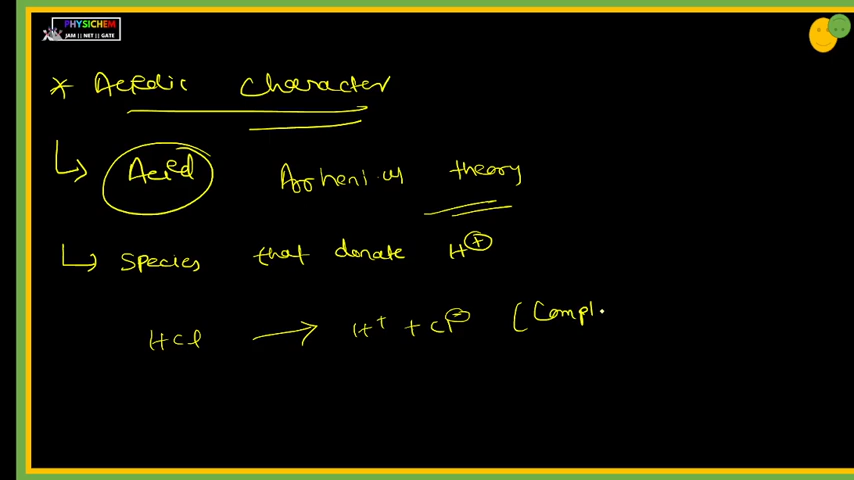 PHYSICHEM
JAM || NET || GATE
* Acidic Character
Acid Arrhenius theory
species that donate H⊕
HCl → H+ + Cl⊖ (Compl